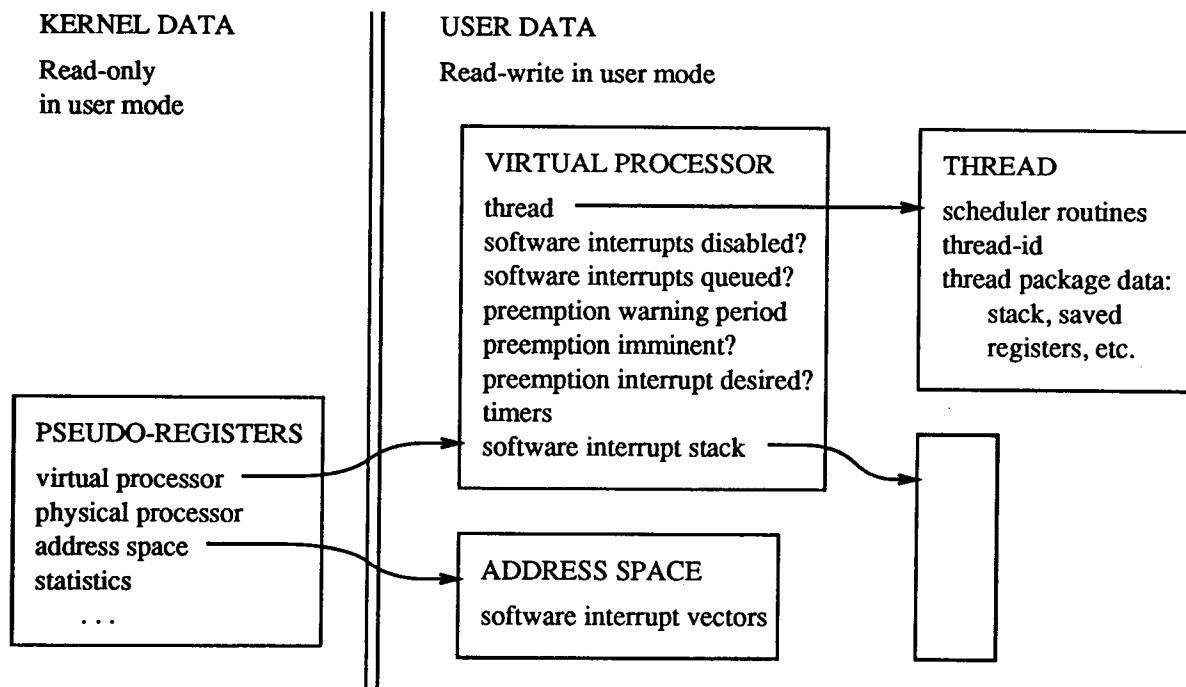 KERNEL DATA
Read-only
in user mode
USER DATA
Read-write in user mode
VIRTUAL PROCESSOR
thread
software interrupts disabled?
software interrupts queued?
preemption warning period
preemption imminent?
preemption interrupt desired?
timers
software interrupt stack
THREAD
scheduler routines
thread-id
thread package data:
stack, saved
registers, etc.
PSEUDO-REGISTERS
virtual processor
physical processor
address space
statistics
. . .
ADDRESS SPACE
software interrupt vectors